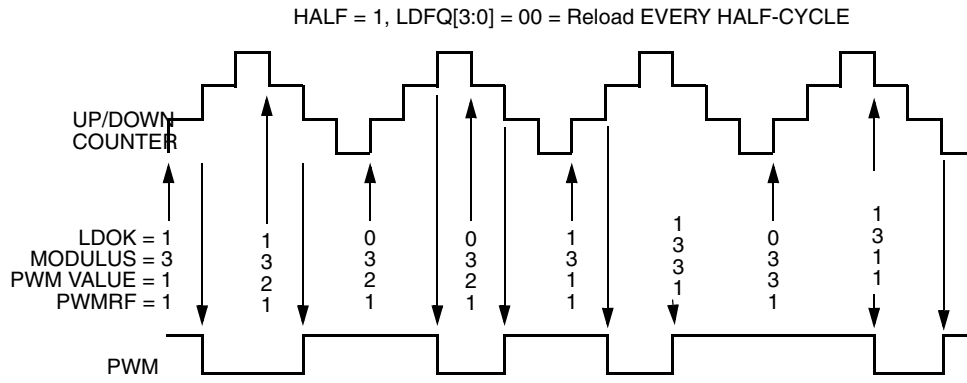 HALF = 1, LDFQ[3:0] = 00 = Reload EVERY HALF-CYCLE
UP/DOWN
COUNTER
LDOK = 1 1 0 0 1 1 0 1
MODULUS = 3 3 3 3 3 3 3 3
PWM VALUE = 1 2 2 2 1 3 3 1
PWMRF = 1 1 1 1 1 1 1 1
PWM